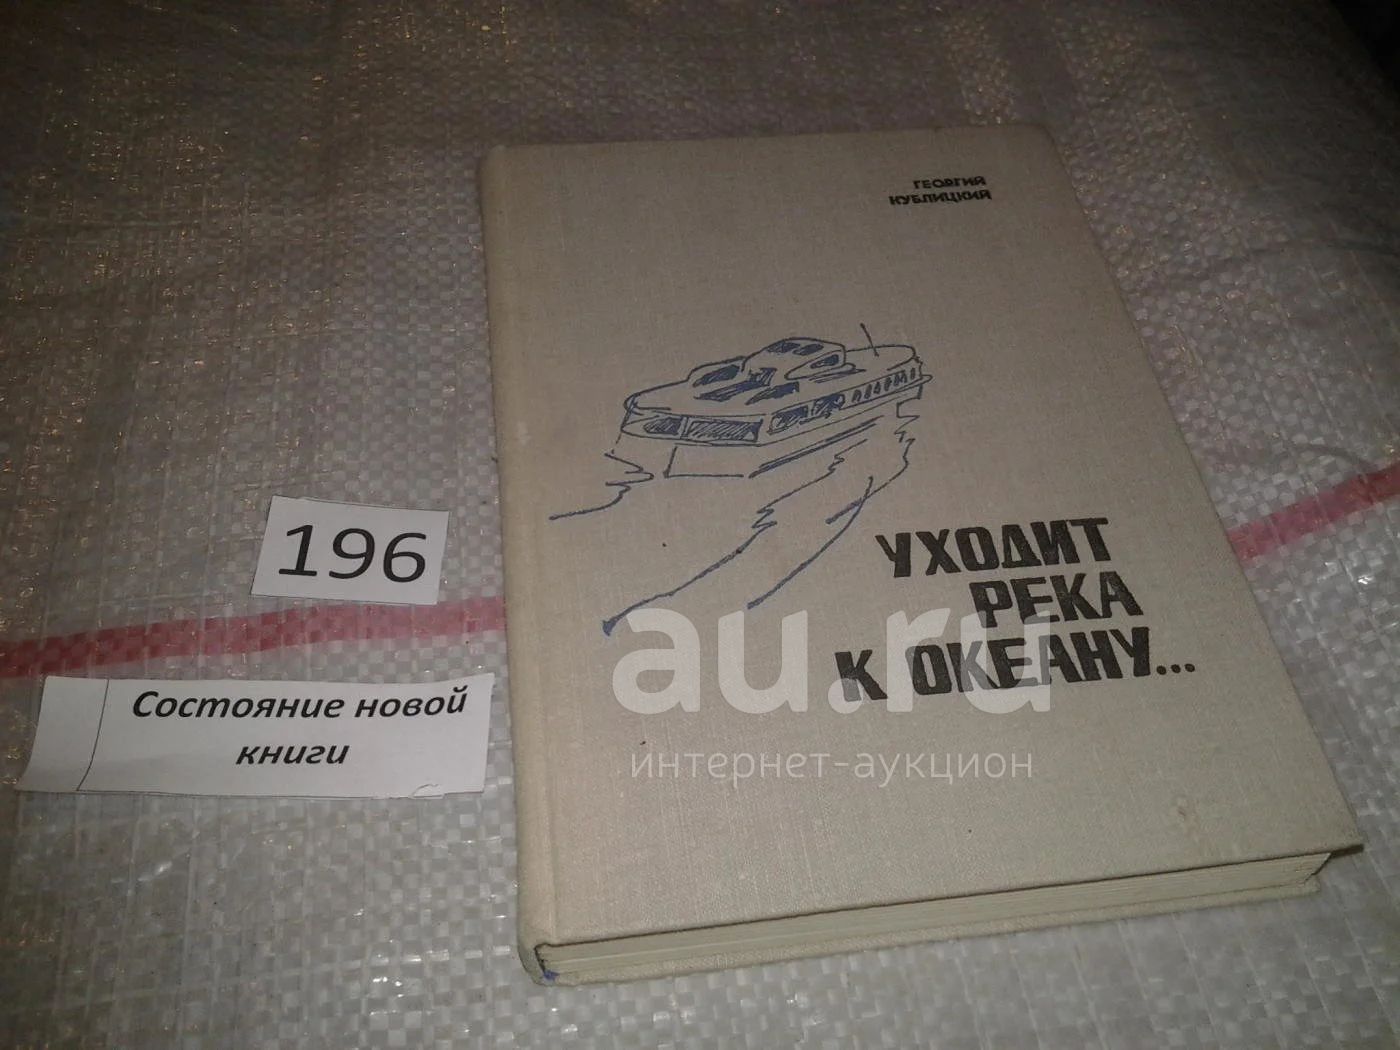 ГЕОРГИЙ
КУБЛИЦКИЙ
УХОДИТ
РЕКА
К ОКЕАНУ...
196
Состояние новой
книги
au.ru
интернет-аукцион